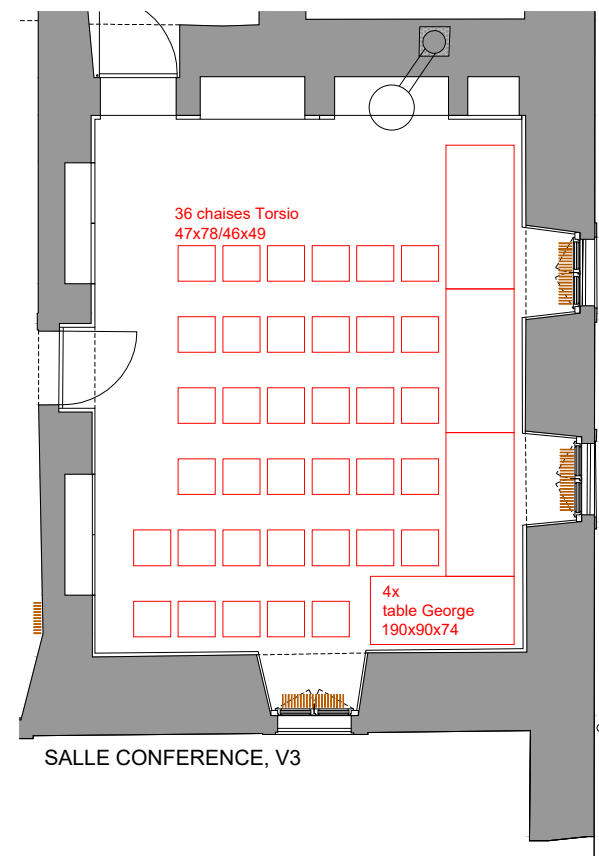 36 chaises Torsio
47x78/46x49
4x
table George
190x90x74
SALLE CONFERENCE, V3